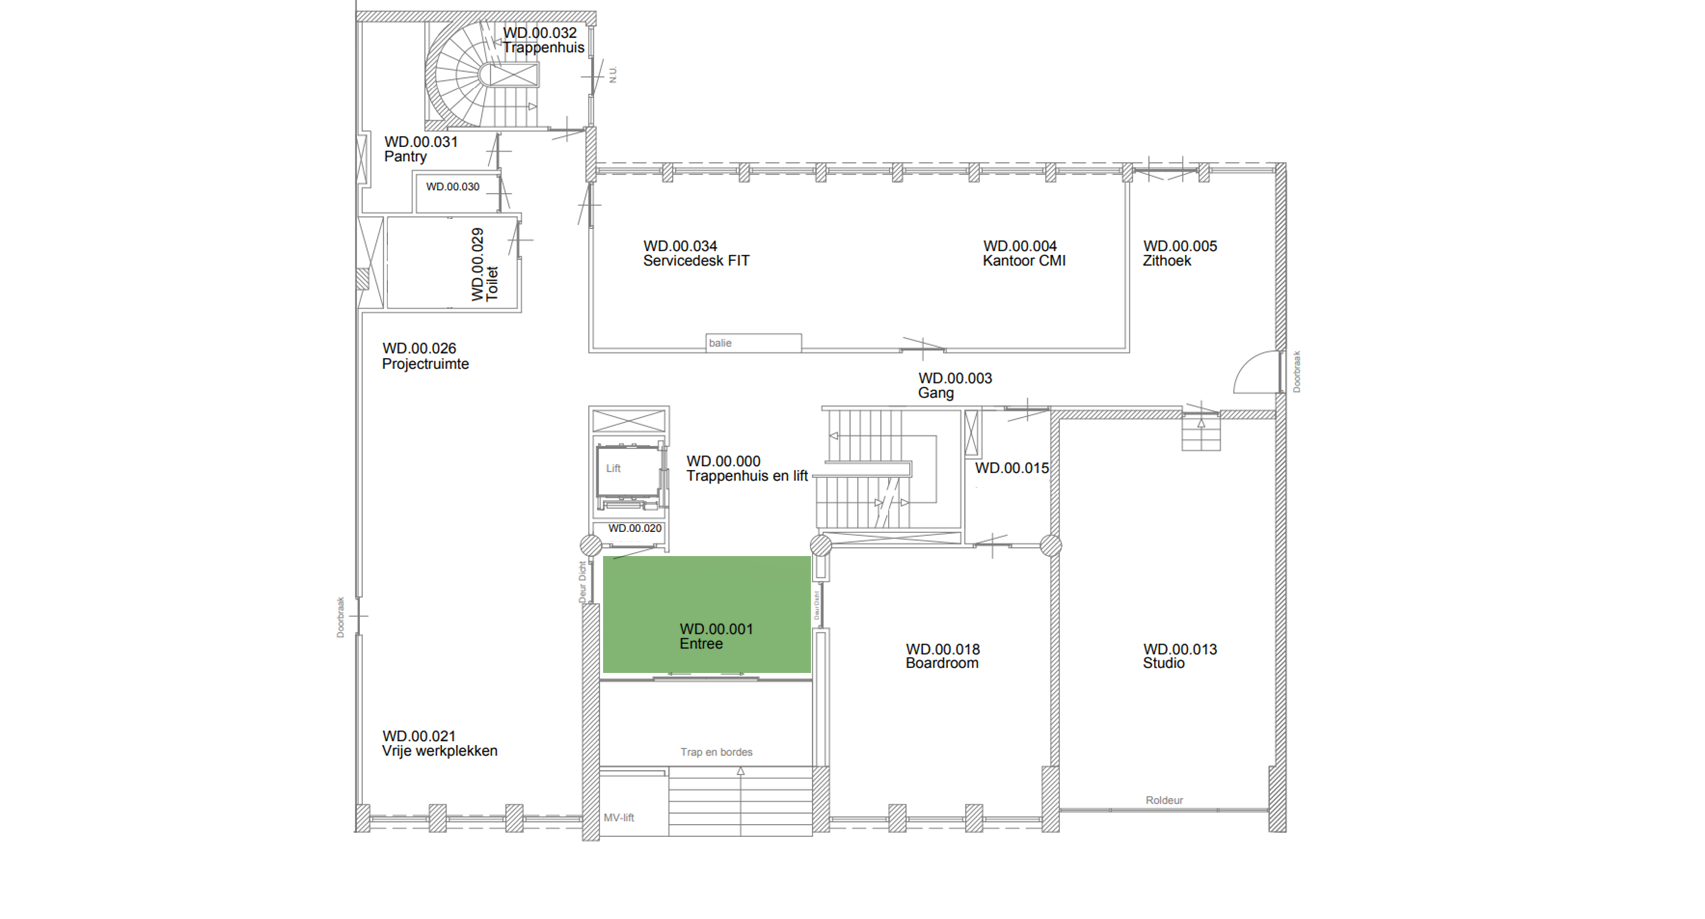 WD.00.032
Trappenhuis
N.U.
WD.00.031
Pantry
WD.00.030
WD.00.029
Toilet
WD.00.034
Servicedesk FIT
WD.00.004
Kantoor CMI
WD.00.005
Zithoek
balie
WD.00.026
Projectruimte
WD.00.003
Gang
Doorbraak
Lift
WD.00.000
Trappenhuis en lift
WD.00.015
WD.00.020
Deur Dicht
Deur Dicht
Doorbraak
WD.00.001
Entree
WD.00.018
Boardroom
WD.00.013
Studio
WD.00.021
Vrije werkplekken
Trap en bordes
Roldeur
MV-lift